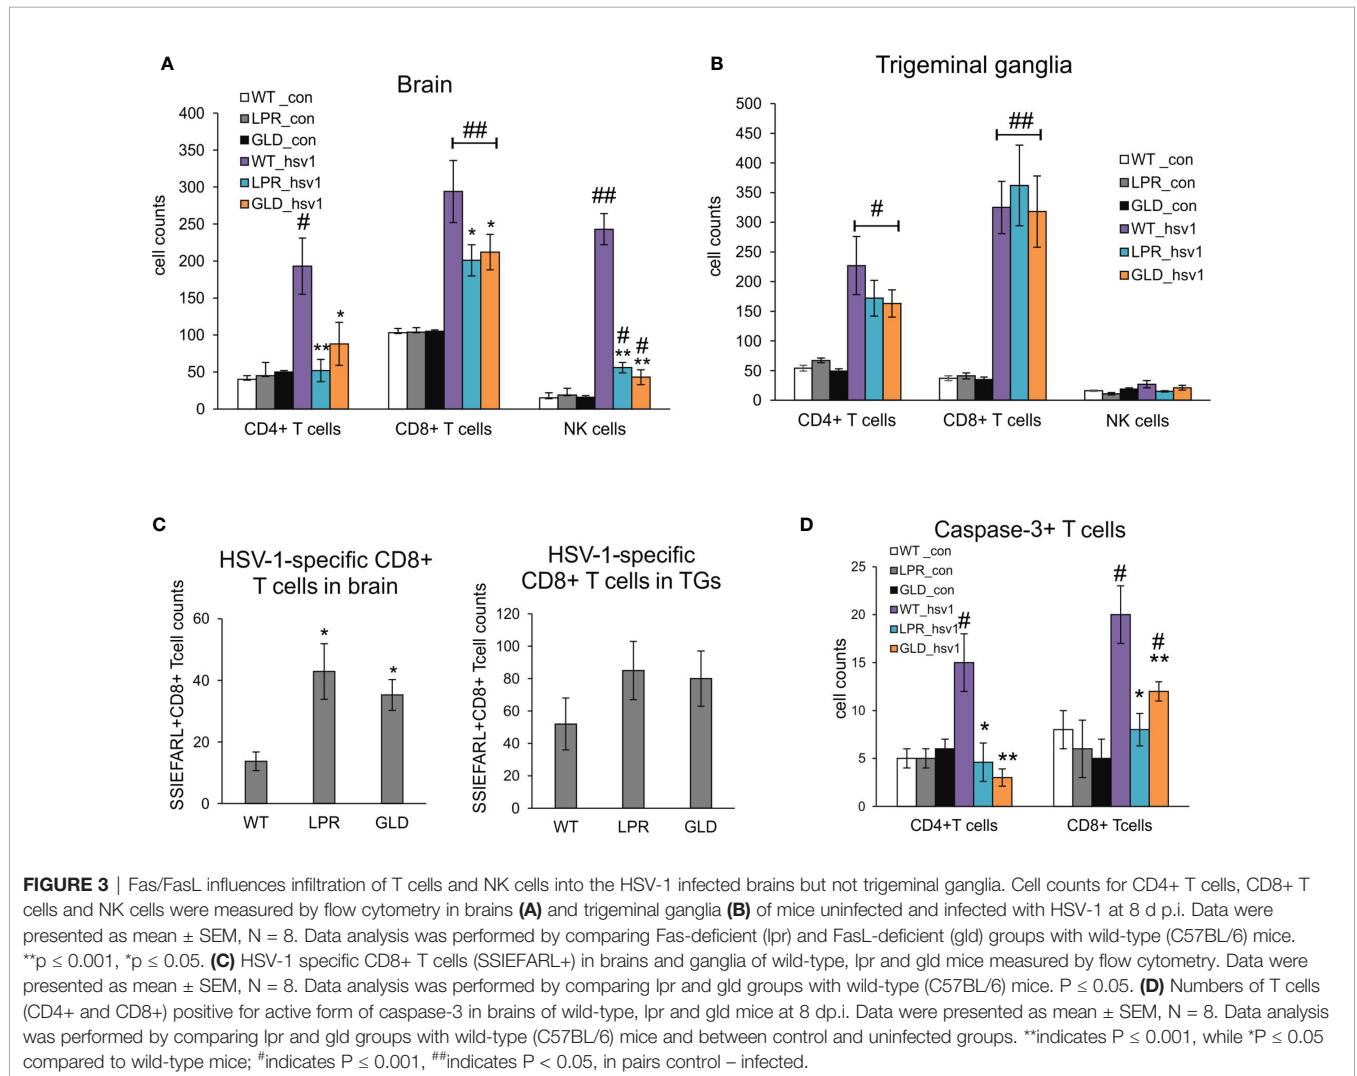 A
Brain
WT _con
LPR_con
GLD_con
WT_hsv1
LPR_hsv1
GLD_hsv1
cell counts
400
350
300
250
200
150
100
50
0
#
**
*
##
*
*
##
#
**
#
**
CD4+ T cells
CD8+ T cells
NK cells
B
Trigeminal ganglia
cell counts
500
450
400
350
300
250
200
150
100
50
0
#
##
WT _con
LPR_con
GLD_con
WT_hsv1
LPR_hsv1
GLD_hsv1
CD4+ T cells
CD8+ T cells
NK cells
C
HSV-1-specific CD8+
T cells in brain
SSIEFARL+CD8+ Tcell counts
60
40
20
0
*
*
WT
LPR
GLD
HSV-1-specific
CD8+ T cells in TGs
SSIEFARL+CD8+ Tcell counts
120
100
80
60
40
20
0
WT
LPR
GLD
D
Caspase-3+ T cells
WT _con
LPR_con
GLD_con
WT_hsv1
LPR_hsv1
GLD_hsv1
cell counts
25
20
15
10
5
0
#
*
**
#
*
#
**
CD4+T cells
CD8+ Tcells
FIGURE 3 | Fas/FasL influences infiltration of T cells and NK cells into the HSV-1 infected brains but not trigeminal ganglia. Cell counts for CD4+ T cells, CD8+ T
cells and NK cells were measured by flow cytometry in brains (A) and trigeminal ganglia (B) of mice uninfected and infected with HSV-1 at 8 d p.i. Data were
presented as mean ± SEM, N = 8. Data analysis was performed by comparing Fas-deficient (lpr) and FasL-deficient (gld) groups with wild-type (C57BL/6) mice.
**p ≤ 0.001, *p ≤ 0.05. (C) HSV-1 specific CD8+ T cells (SSIEFARL+) in brains and ganglia of wild-type, lpr and gld mice measured by flow cytometry. Data were
presented as mean ± SEM, N = 8. Data analysis was performed by comparing lpr and gld groups with wild-type (C57BL/6) mice. P ≤ 0.05. (D) Numbers of T cells
(CD4+ and CD8+) positive for active form of caspase-3 in brains of wild-type, lpr and gld mice at 8 dp.i. Data were presented as mean ± SEM, N = 8. Data analysis
was performed by comparing lpr and gld groups with wild-type (C57BL/6) mice and between control and uninfected groups. **indicates P ≤ 0.001, while *P ≤ 0.05
compared to wild-type mice; #indicates P ≤ 0.001, ##indicates P < 0.05, in pairs control – infected.